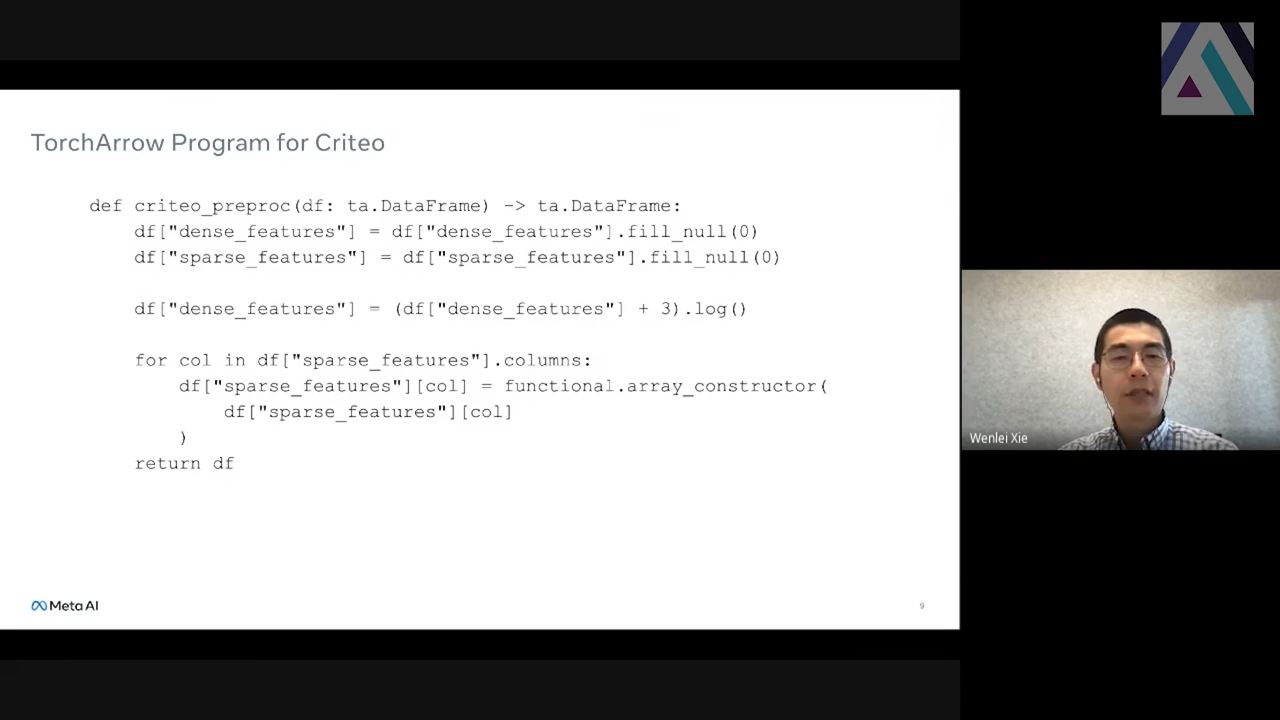 TorchArrow Program for Criteo
def criteo_preproc(df: ta.DataFrame) -> ta.DataFrame:
df["dense_features"] = df["dense_features"].fill_null(0)
df["sparse_features"] = df["sparse_features"].fill_null(0)
df["dense_features"] = (df["dense_features"] + 3).log()
for col in df["sparse_features"].columns:
df["sparse_features"][col] = functional.array_constructor(
df["sparse_features"][col]
)
return df
Wenlei Xie
Meta AI
9